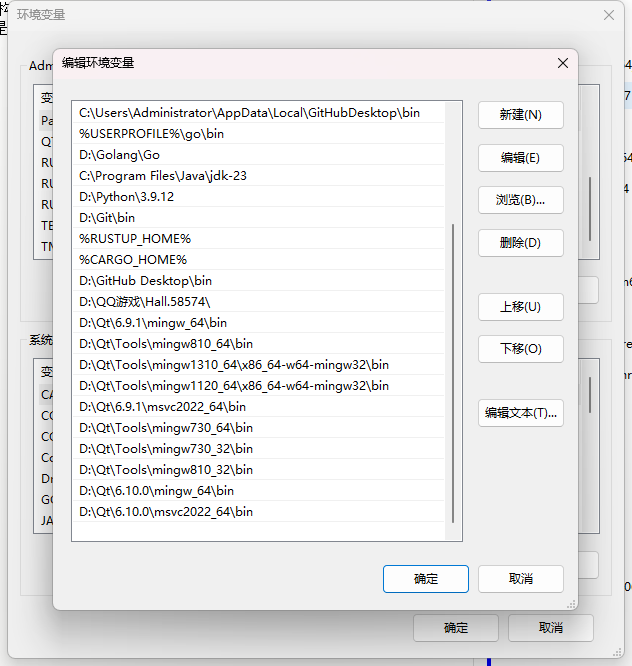 环境变量
编辑环境变量
C:\Users\Administrator\AppData\Local\GitHubDesktop\bin
%USERPROFILE%\go\bin
D:\Golang\Go
C:\Program Files\Java\jdk-23
D:\Python\3.9.12
D:\Git\bin
%RUSTUP_HOME%
%CARGO_HOME%
D:\GitHub Desktop\bin
D:\QQ游戏\Hall.58574\
D:\Qt\6.9.1\mingw_64\bin
D:\Qt\Tools\mingw810_64\bin
D:\Qt\Tools\mingw1310_64\x86_64-w64-mingw32\bin
D:\Qt\Tools\mingw1120_64\x86_64-w64-mingw32\bin
D:\Qt\6.9.1\msvc2022_64\bin
D:\Qt\Tools\mingw730_64\bin
D:\Qt\Tools\mingw730_32\bin
D:\Qt\Tools\mingw810_32\bin
D:\Qt\6.10.0\mingw_64\bin
D:\Qt\6.10.0\msvc2022_64\bin
新建(N)
编辑(E)
浏览(B)...
删除(D)
上移(U)
下移(O)
编辑文本(T)...
确定
取消
Adm
变
Pa
QT
RU
RU
RU
TE
TM
系统
变
CA
CC
CC
Co
Dr
GC
JA
确定
取消